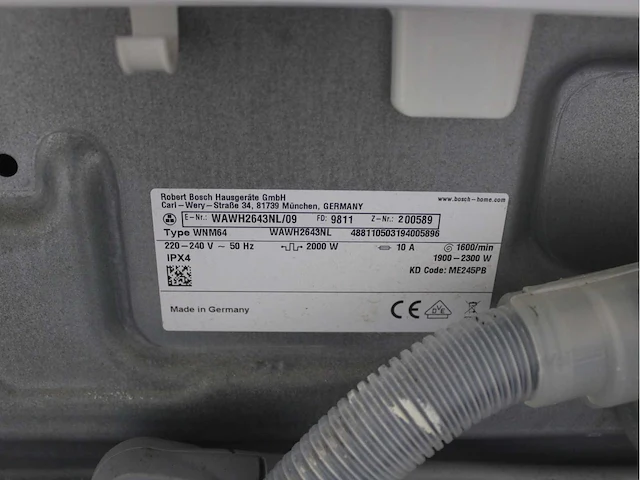 Robert Bosch Hausgeräte GmbH
Carl-Wery-Straße 34, 81739 München, GERMANY
www.bosch-home.com
E-Nr.: WAWH2643NL/09 FD: 9811 Z-Nr.: 200589
Type WNM64 WAWH2643NL 488110503194005896
220-240 V ~ 50 Hz 2000 W 10 A 1600/min
1900-2300 W
IPX4
KD Code: ME245PB
Made in Germany
CE